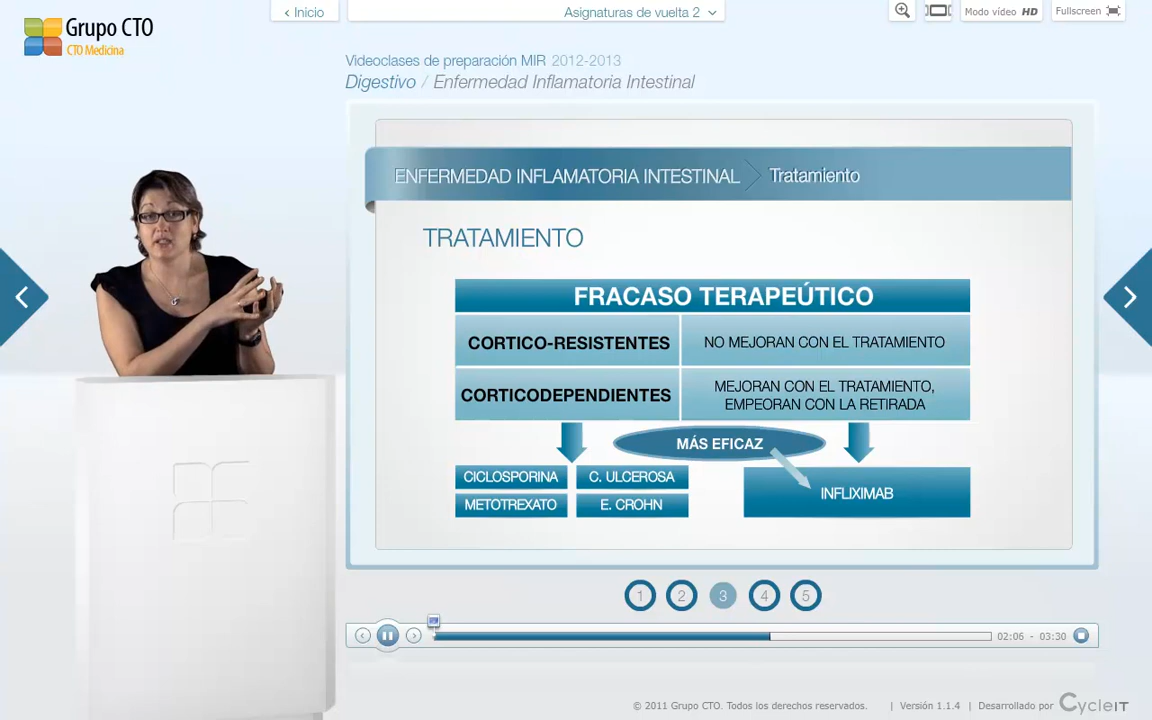 Grupo CTO
CTO Medicina
‹ Inicio
Asignaturas de vuelta 2
Modo vídeo HD
Fullscreen
Videoclases de preparación MIR 2012-2013
Digestivo / Enfermedad Inflamatoria Intestinal
ENFERMEDAD INFLAMATORIA INTESTINAL
Tratamiento
TRATAMIENTO
FRACASO TERAPEÚTICO
CORTICO-RESISTENTES
NO MEJORAN CON EL TRATAMIENTO
CORTICODEPENDIENTES
MEJORAN CON EL TRATAMIENTO,
EMPEORAN CON LA RETIRADA
MÁS EFICAZ
CICLOSPORINA
C. ULCEROSA
METOTREXATO
E. CROHN
INFLIXIMAB
1 2 3 4 5
02:06 - 03:30
© 2011 Grupo CTO. Todos los derechos reservados. | Versión 1.1.4 | Desarrollado por CycleIT